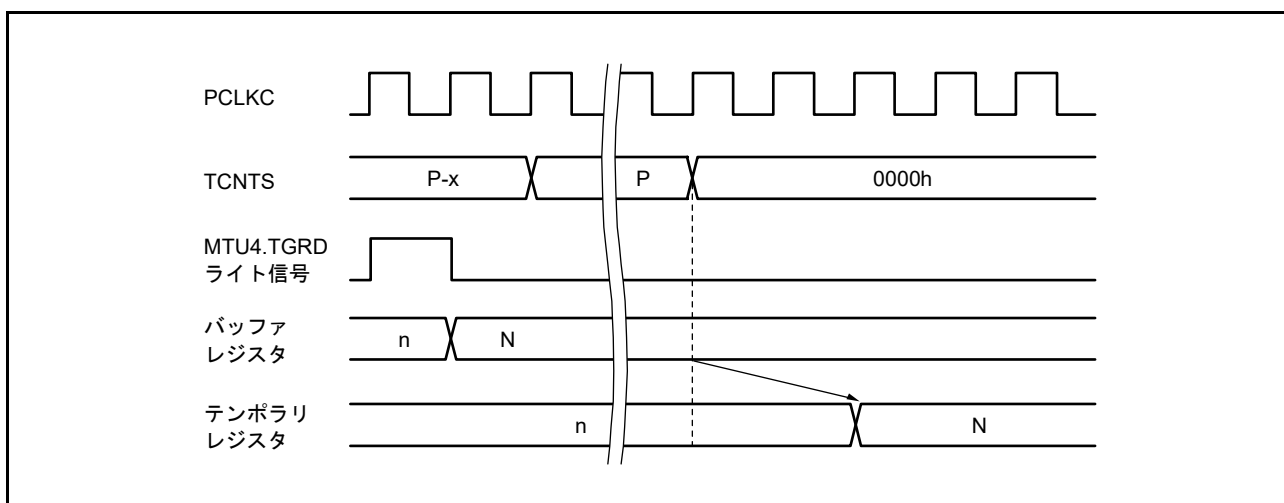 PCLKC
TCNTS
P-x
P
0000h
MTU4.TGRD
ライト信号
バッファ
レジスタ
n
N
テンポラリ
レジスタ
n
N